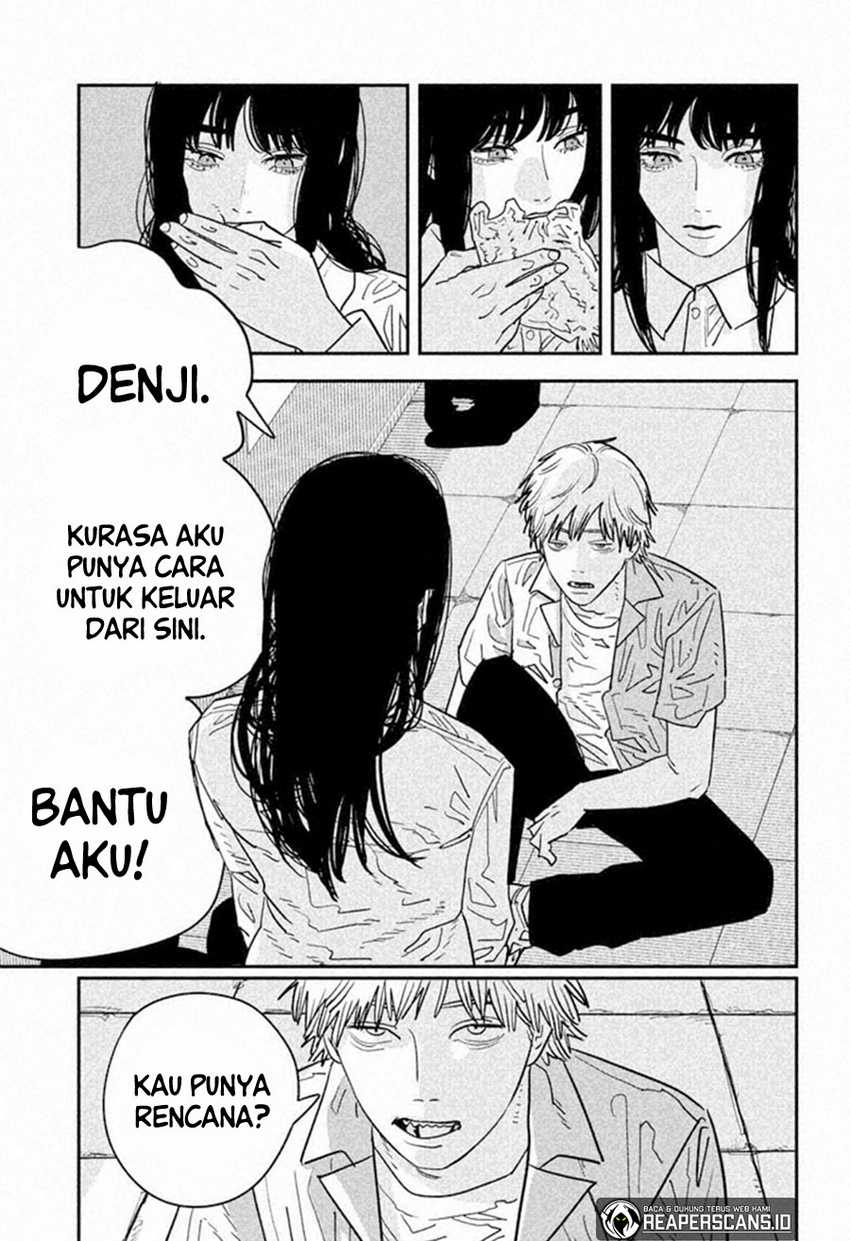 DENJI.
KURASA AKU
PUNYA CARA
UNTUK KELUAR
DARI SINI.
BANTU
AKU!
KAU PUNYA
RENCANA?
BACA & DUKUNG TERUS WEB KAMI
REAPERSCANS.ID